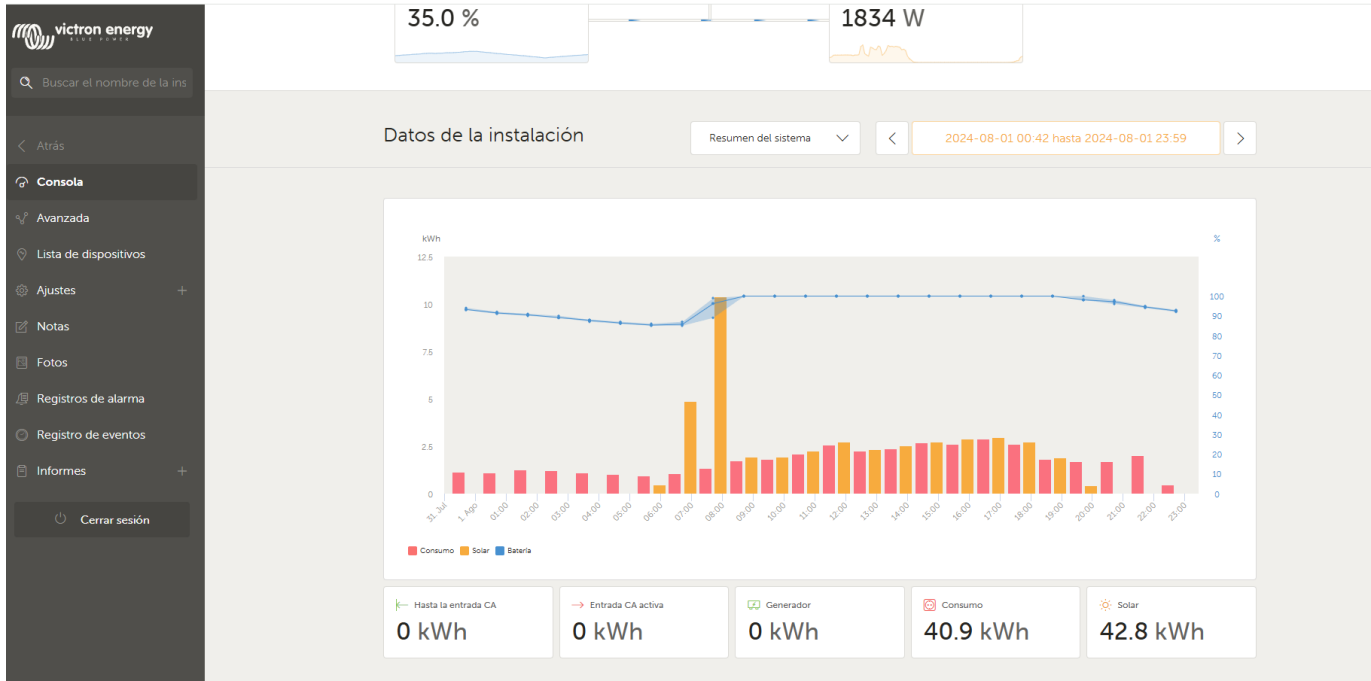 victron energy
BLUE POWER
Buscar el nombre de la ins
Atrás
Consola
Avanzada
Lista de dispositivos
Ajustes
Notas
Fotos
Registros de alarma
Registro de eventos
Informes
Cerrar sesión
35.0 %
1834 W
Datos de la instalación
Resumen del sistema
2024-08-01 00:42 hasta 2024-08-01 23:59
kWh
%
12.5
10
7.5
5
2.5
0
100
90
80
70
60
50
40
30
20
10
0
31. Jul
1. Ago
01:00
02:00
03:00
04:00
05:00
06:00
07:00
08:00
09:00
10:00
11:00
12:00
13:00
14:00
15:00
16:00
17:00
18:00
19:00
20:00
21:00
22:00
23:00
Consumo Solar Batería
Hasta la entrada CA
0 kWh
Entrada CA activa
0 kWh
Generador
0 kWh
Consumo
40.9 kWh
Solar
42.8 kWh